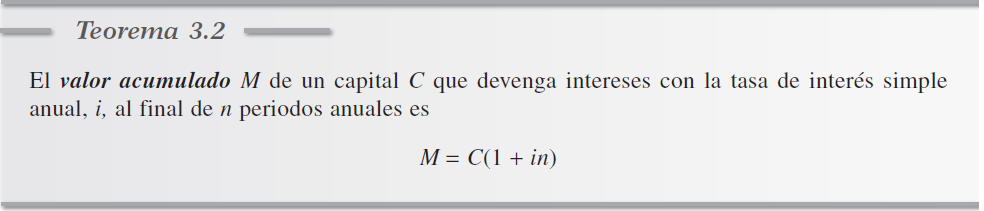 Teorema 3.2
El valor acumulado M de un capital C que devenga intereses con la tasa de interés simple
anual, i, al final de n periodos anuales es
M = C(1 + in)